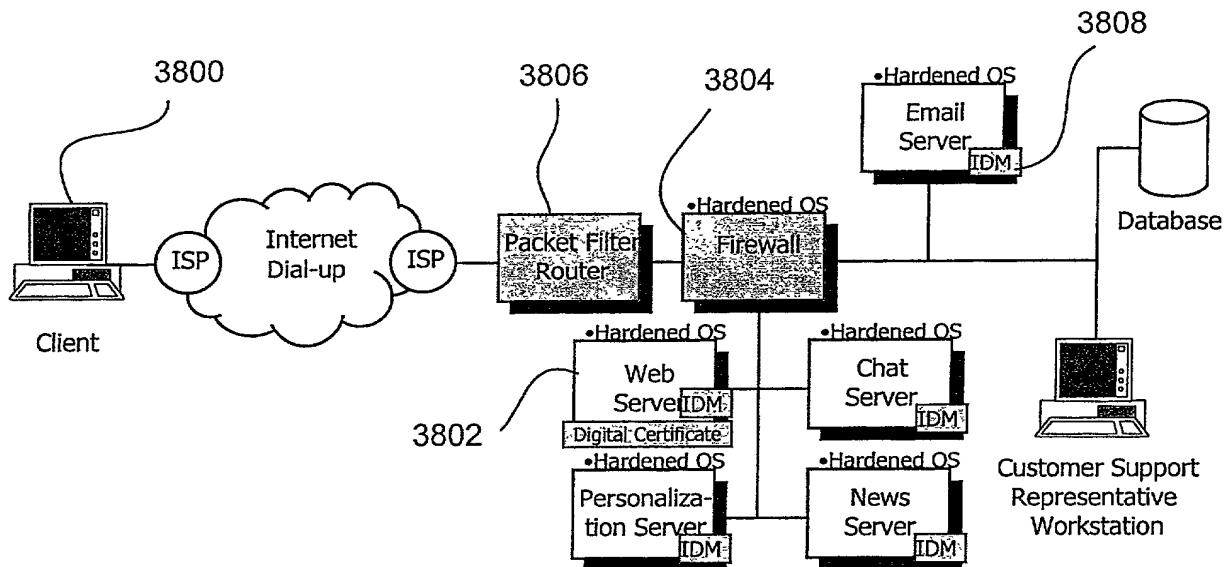 3800
3806
3804
3808
•Hardened OS
Email
Server
IDM
Database
•Hardened OS
Internet
Dial-up
ISP
ISP
Packet Filter
Router
Firewall
Client
•Hardened OS
Web
Server
IDM
Digital Certificate
3802
•Hardened OS
Chat
Server
IDM
•Hardened OS
Personaliza-
tion Server
IDM
•Hardened OS
News
Server
IDM
Customer Support
Representative
Workstation